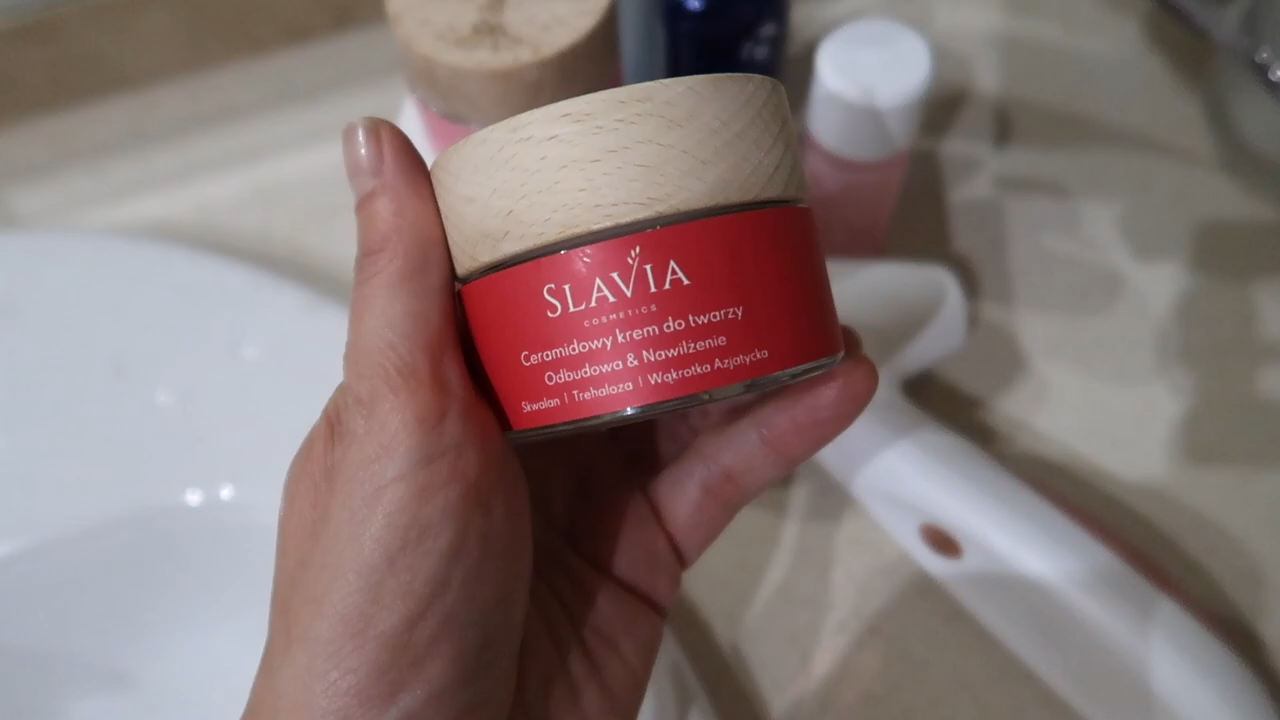 SLAVIA
COSMETICS
Ceramidowy krem do twarzy
Odbudowa & Nawilżenie
Skwalan | Trehaloza | Wąkrotka Azjatycka